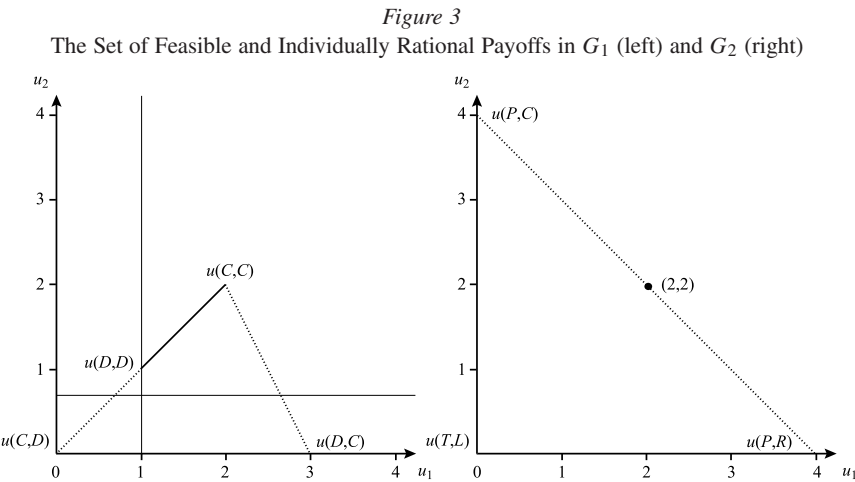 Figure 3
The Set of Feasible and Individually Rational Payoffs in G1 (left) and G2 (right)
u2
4
3
2
1
u(C,C)
u(D,D)
u(C,D)
u(D,C)
0 1 2 3 4 u1
u2
4 u(P,C)
3
2
(2,2)
1
u(T,L)
u(P,R)
0 1 2 3 4 u1